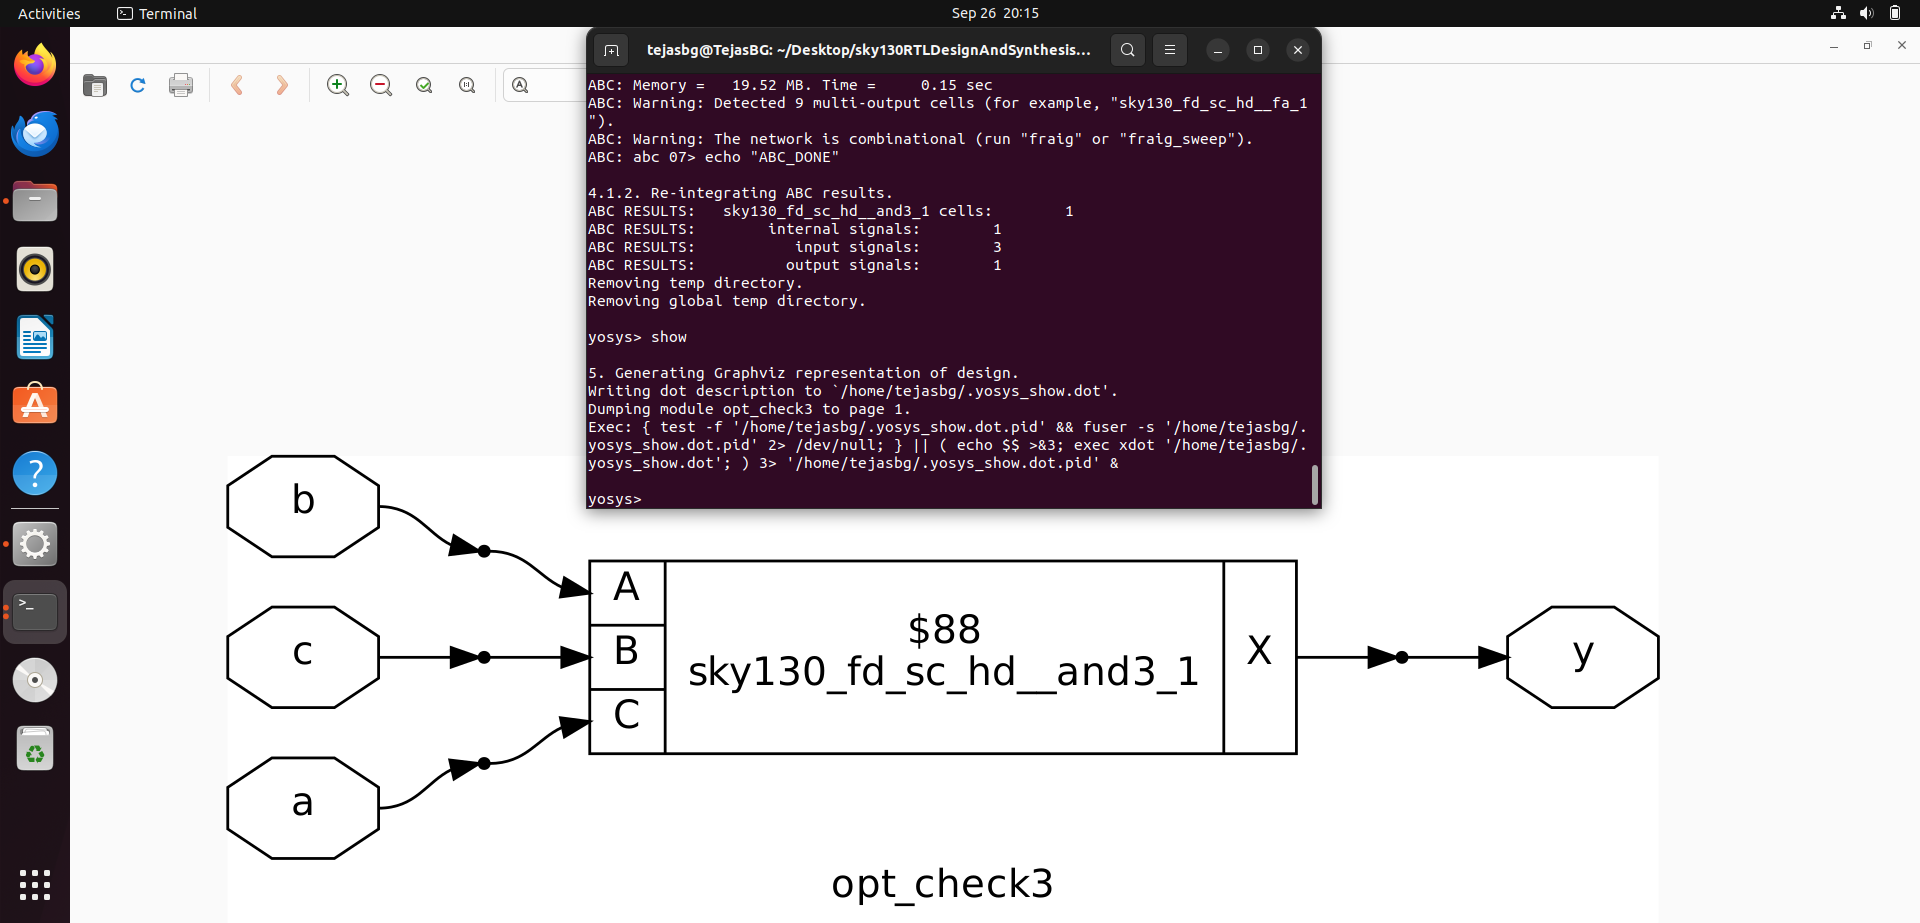 Activities
Terminal
Sep 26 20:15
tejasbg@TejasBG: ~/Desktop/sky130RTLDesignAndSynthesis...
ABC: Memory = 19.52 MB. Time = 0.15 sec
ABC: Warning: Detected 9 multi-output cells (for example, "sky130_fd_sc_hd__fa_1
").
ABC: Warning: The network is combinational (run "fraig" or "fraig_sweep").
ABC: abc 07> echo "ABC_DONE"
4.1.2. Re-integrating ABC results.
ABC RESULTS: sky130_fd_sc_hd__and3_1 cells: 1
ABC RESULTS: internal signals: 1
ABC RESULTS: input signals: 3
ABC RESULTS: output signals: 1
Removing temp directory.
Removing global temp directory.
yosys> show
5. Generating Graphviz representation of design.
Writing dot description to `/home/tejasbg/.yosys_show.dot'.
Dumping module opt_check3 to page 1.
Exec: { test -f '/home/tejasbg/.yosys_show.dot.pid' && fuser -s '/home/tejasbg/.
yosys_show.dot.pid' 2> /dev/null; } || ( echo $$ >&3; exec xdot '/home/tejasbg/.
yosys_show.dot'; ) 3> '/home/tejasbg/.yosys_show.dot.pid' &
yosys>
b
c
a
A
B
C
$88
sky130_fd_sc_hd__and3_1
X
y
opt_check3